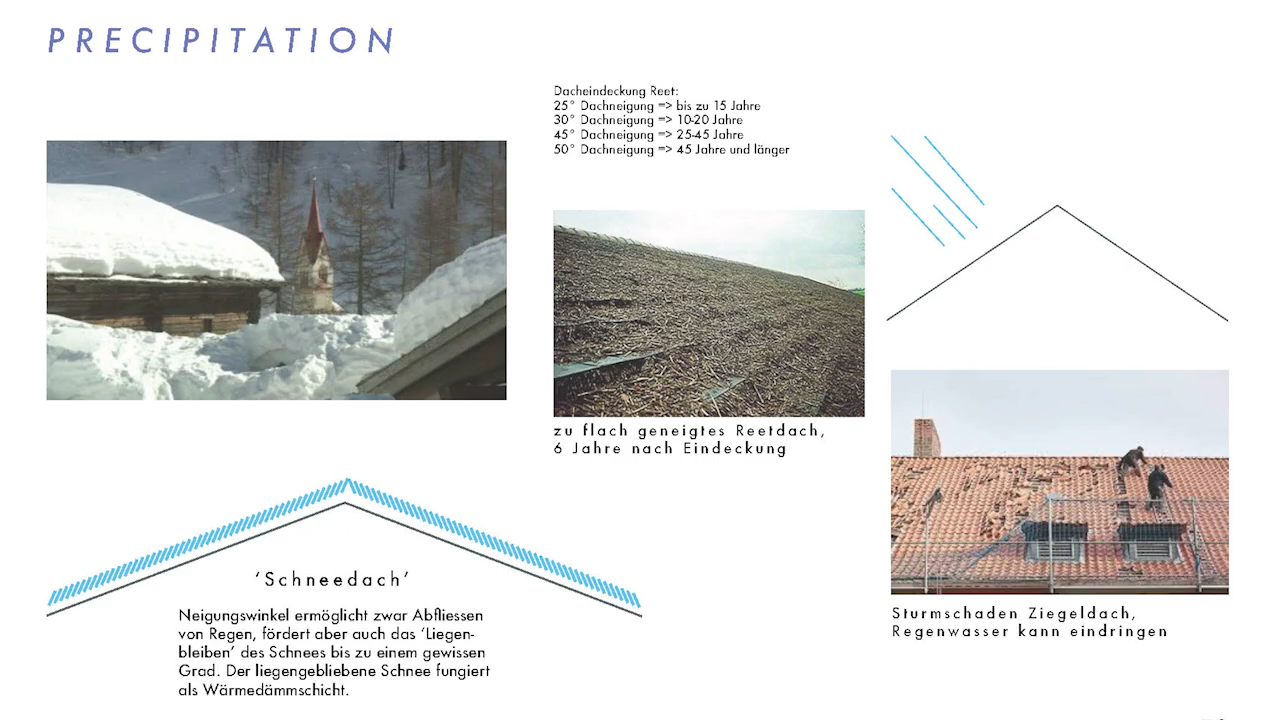 PRECIPITATION
Dacheindeckung Reet:
25° Dachneigung => bis zu 15 Jahre
30° Dachneigung => 10-20 Jahre
45° Dachneigung => 25-45 Jahre
50° Dachneigung => 45 Jahre und länger
zu flach geneigtes Reetdach,
6 Jahre nach Eindeckung
Sturmschaden Ziegeldach,
Regenwasser kann eindringen
'Schneedach'
Neigungswinkel ermöglicht zwar Abfliessen
von Regen, fördert aber auch das 'Liegen-
bleiben' des Schnees bis zu einem gewissen
Grad. Der liegengebliebene Schnee fungiert
als Wärmedämmschicht.